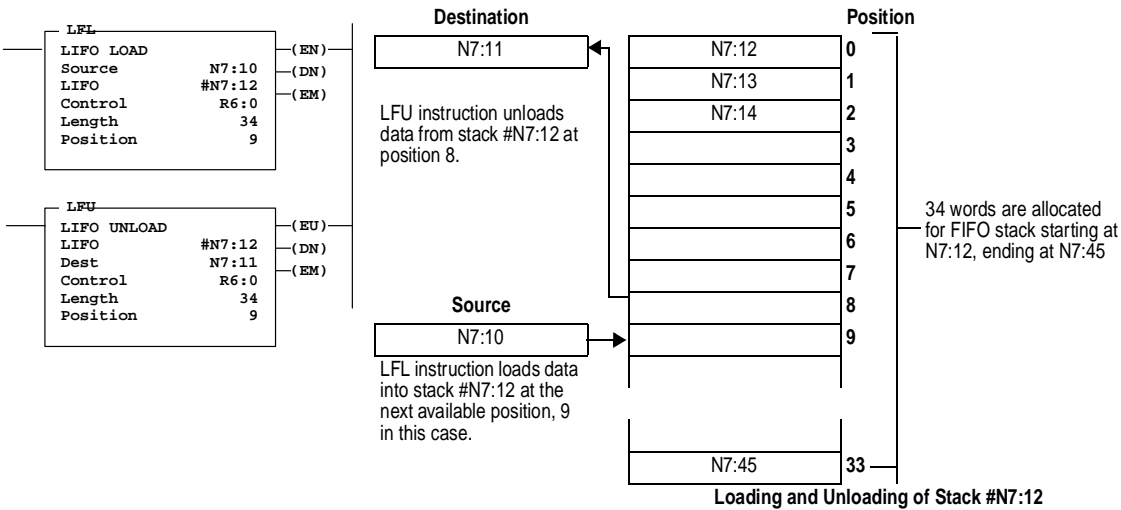 LFL
LIFO LOAD
Source N7:10
LIFO #N7:12
Control R6:0
Length 34
Position 9
(EN)
(DN)
(EM)
LFU
LIFO UNLOAD
LIFO #N7:12
Dest N7:11
Control R6:0
Length 34
Position 9
(EU)
(DN)
(EM)
Destination
N7:11
LFU instruction unloads
data from stack #N7:12 at
position 8.
Source
N7:10
LFL instruction loads data
into stack #N7:12 at the
next available position, 9
in this case.
Position
N7:12 0
N7:13 1
N7:14 2
3
4
5
6
7
8
9
N7:45 33
34 words are allocated
for FIFO stack starting at
N7:12, ending at N7:45
Loading and Unloading of Stack #N7:12